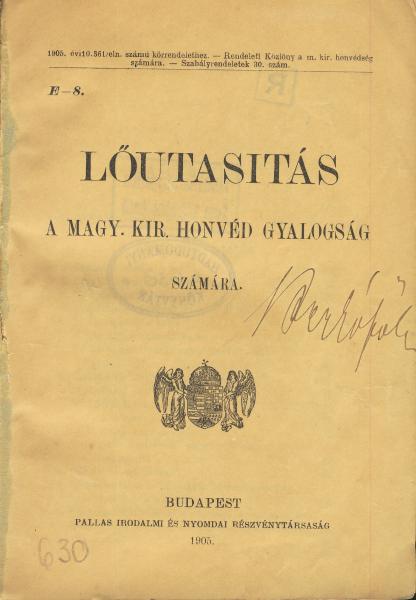 1905. évi 10.561/eln. számú körrendelethez. — Rendeleti Közlöny a m. kir. honvédség
számára. — Szabályrendeletek 30. szám.
R
E—8.
LŐUTASITÁS
A MAGY. KIR. HONVÉD GYALOGSÁG
SZÁMÁRA.
BUDAPEST
PALLAS IRODALMI ÉS NYOMDAI RÉSZVÉNYTÁRSASÁG
1905.
630